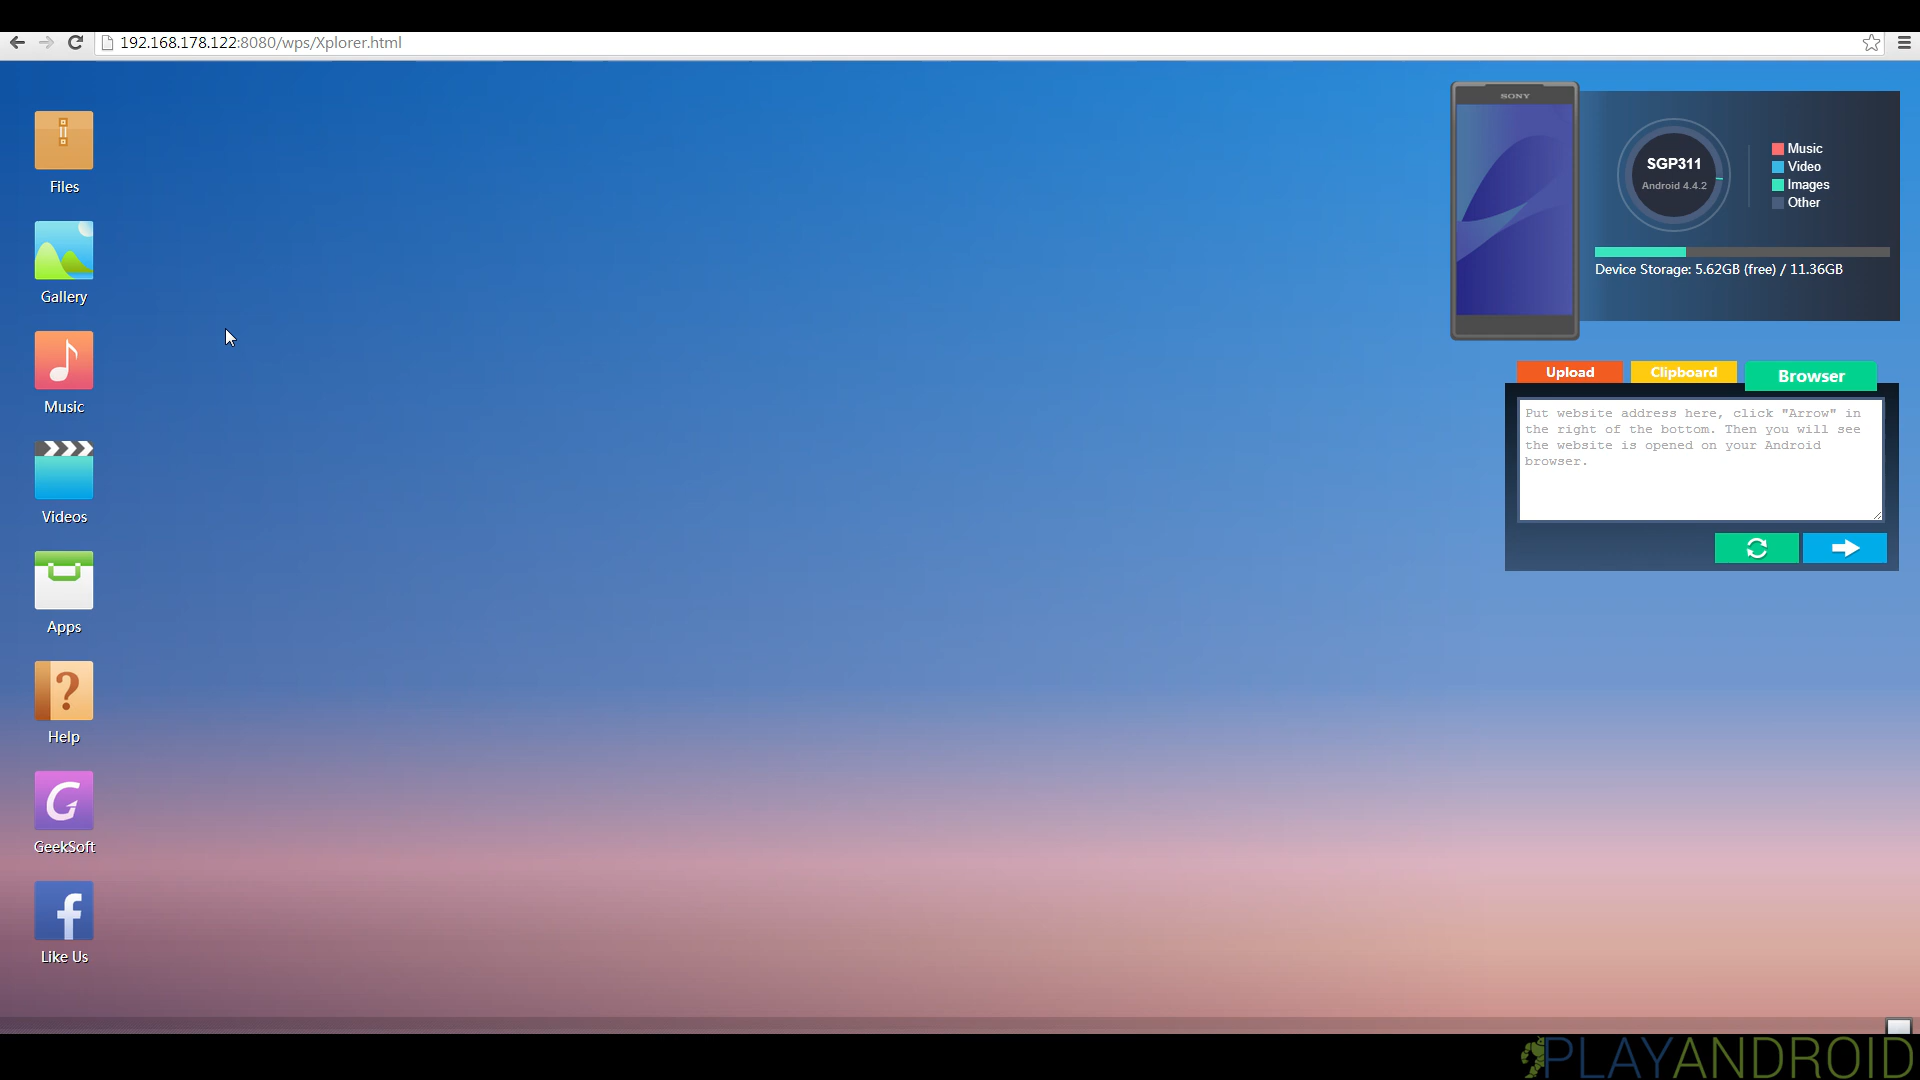 192.168.178.122:8080/wps/Xplorer.html
Files
Gallery
Music
Videos
Apps
Help
GeekSoft
Like Us
SONY
SGP311
Android 4.4.2
Music
Video
Images
Other
Device Storage: 5.62GB (free) / 11.36GB
Upload
Clipboard
Browser
Put website address here, click "Arrow" in
the right of the bottom. Then you will see
the website is opened on your Android
browser.
PLAYANDROID